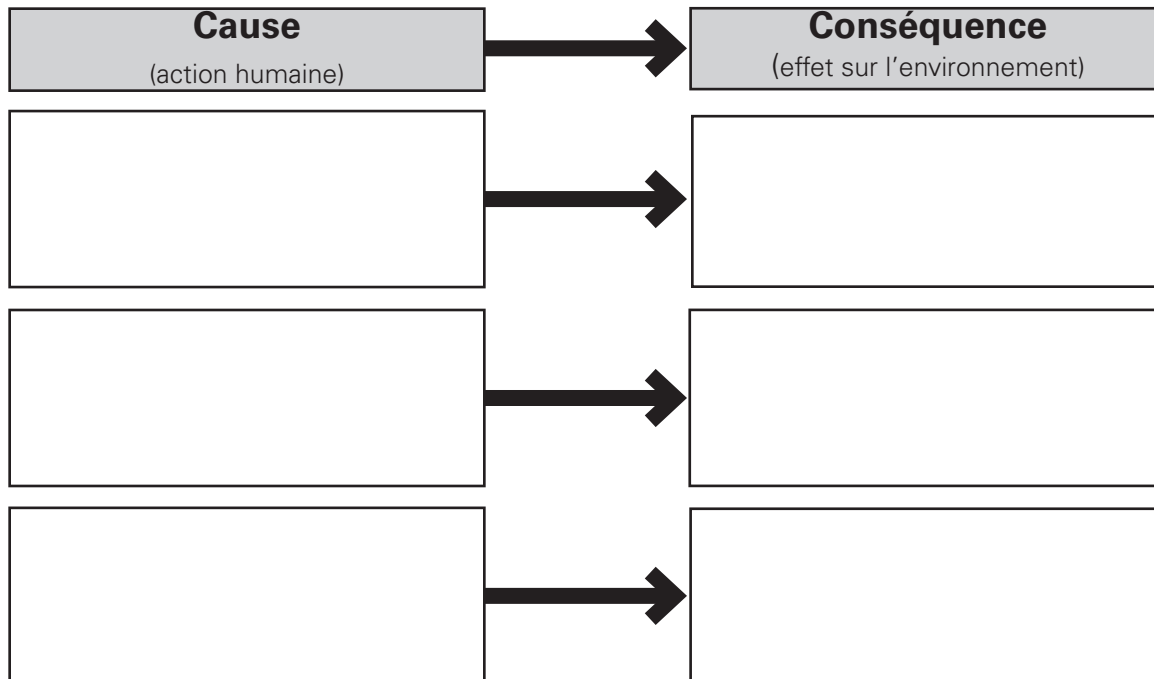 Cause
(action humaine)
Conséquence
(effet sur l'environnement)